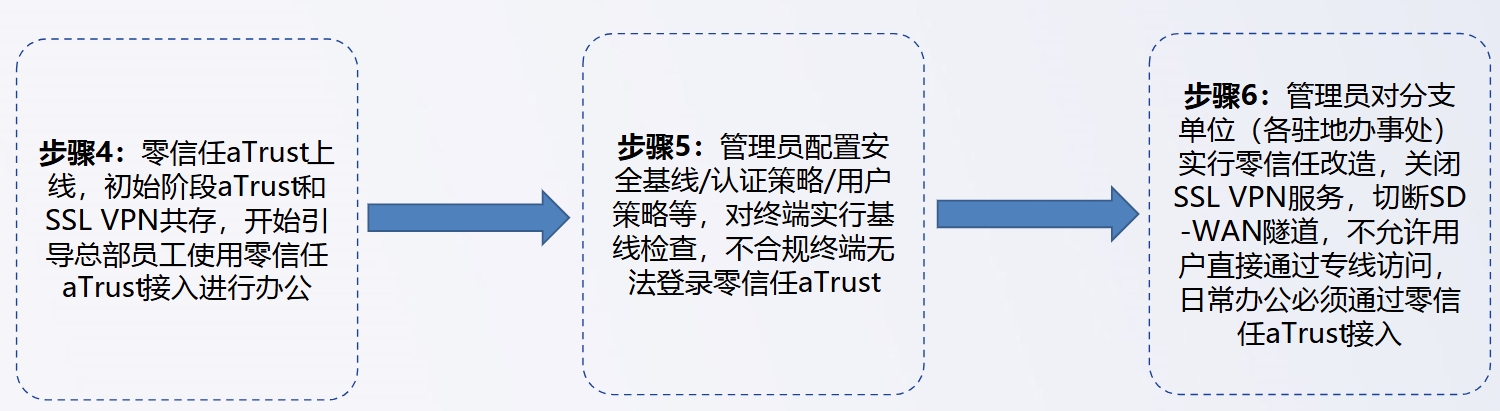 步骤4：零信任aTrust上
线，初始阶段aTrust和
SSL VPN共存，开始引
导总部员工使用零信任
aTrust接入进行办公
步骤5：管理员配置安
全基线/认证策略/用户
策略等，对终端实行基
线检查，不合规终端无
法登录零信任aTrust
步骤6：管理员对分支
单位（各驻地办事处）
实行零信任改造，关闭
SSL VPN服务，切断SD
-WAN隧道，不允许用
户直接通过专线访问，
日常办公必须通过零信
任aTrust接入